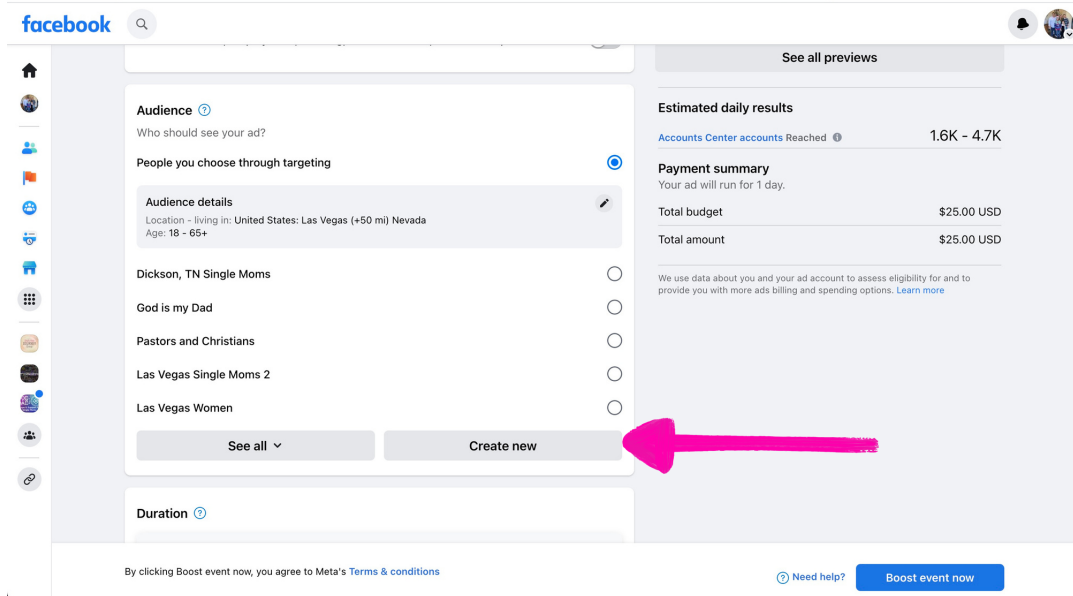 facebook
See all previews
Audience
Who should see your ad?
People you choose through targeting
Audience details
Location - living in: United States: Las Vegas (+50 mi) Nevada
Age: 18 - 65+
Dickson, TN Single Moms
God is my Dad
Pastors and Christians
Las Vegas Single Moms 2
Las Vegas Women
See all
Create new
Duration
Estimated daily results
Accounts Center accounts Reached 1.6K - 4.7K
Payment summary
Your ad will run for 1 day.
Total budget $25.00 USD
Total amount $25.00 USD
We use data about you and your ad account to assess eligibility for and to
provide you with more ads billing and spending options. Learn more
By clicking Boost event now, you agree to Meta's Terms & conditions
Need help?
Boost event now